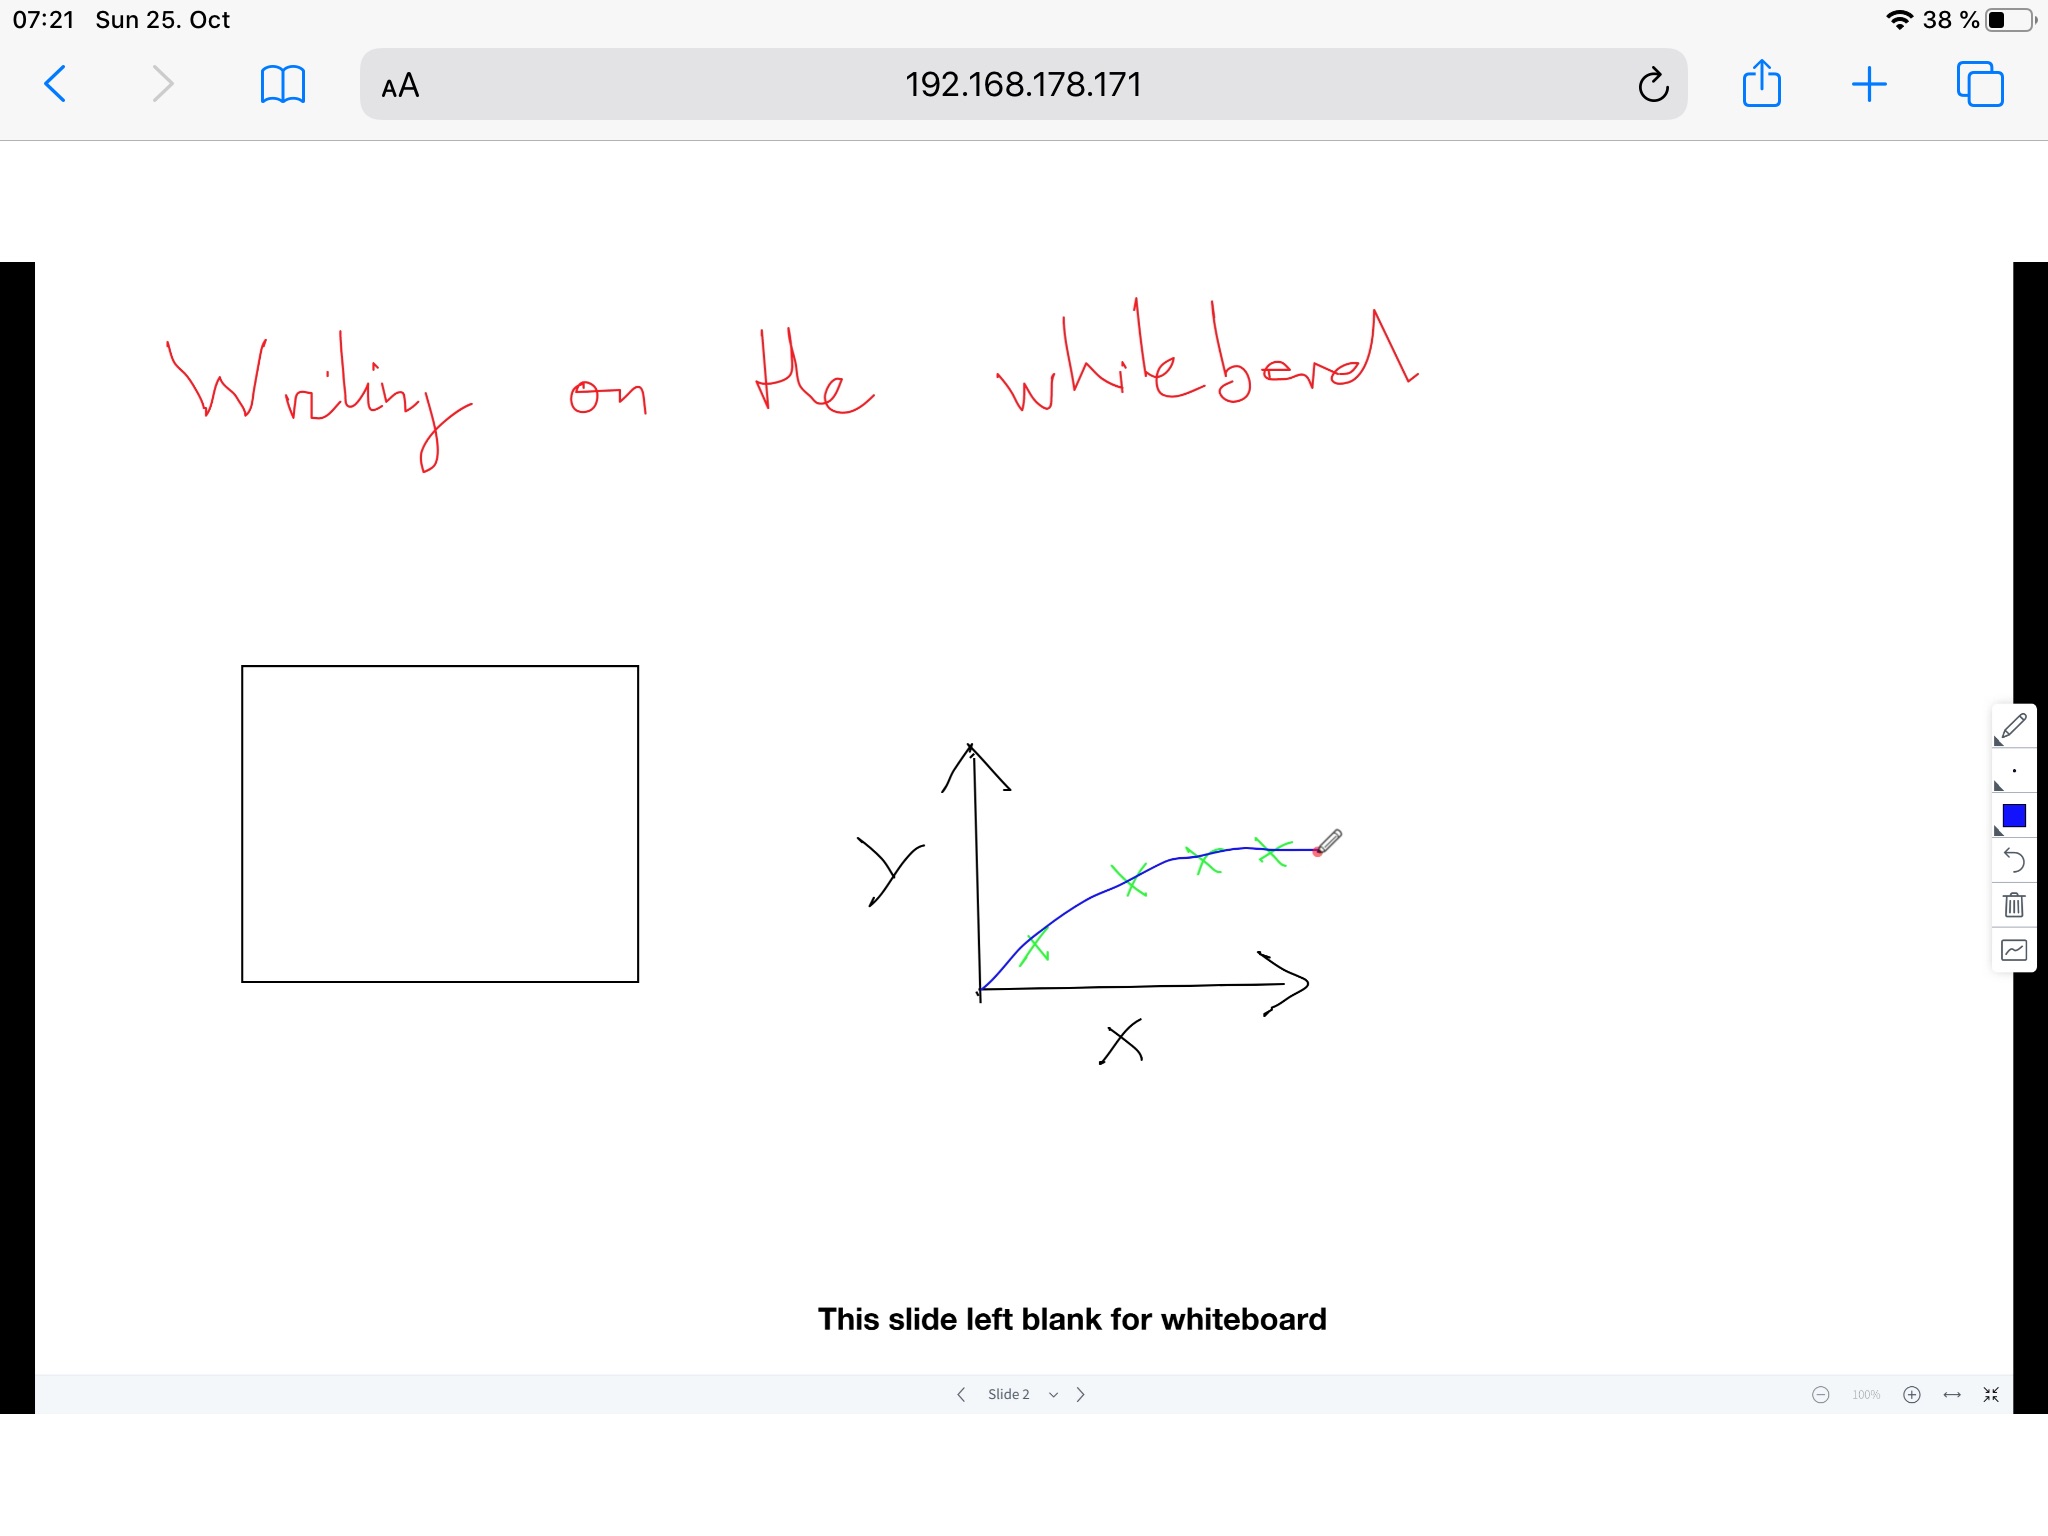 07:21 Sun 25. Oct 38 %
AA 192.168.178.171
Writing on the whiteboard
Y
X
This slide left blank for whiteboard
Slide 2 100%